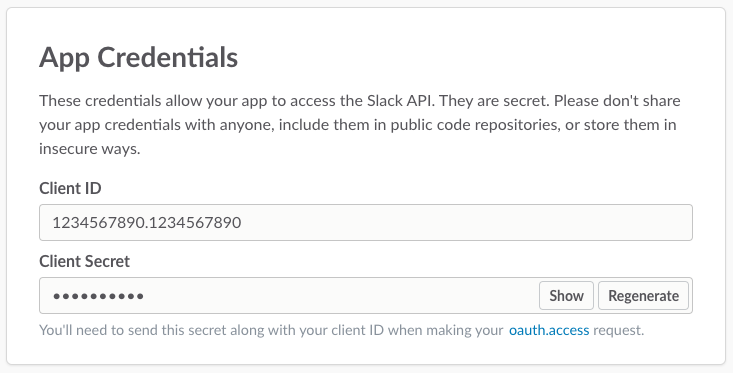 App Credentials
These credentials allow your app to access the Slack API. They are secret. Please don't share
your app credentials with anyone, include them in public code repositories, or store them in
insecure ways.
Client ID
1234567890.1234567890
Client Secret
•••••••••• Show Regenerate
You'll need to send this secret along with your client ID when making your oauth.access request.